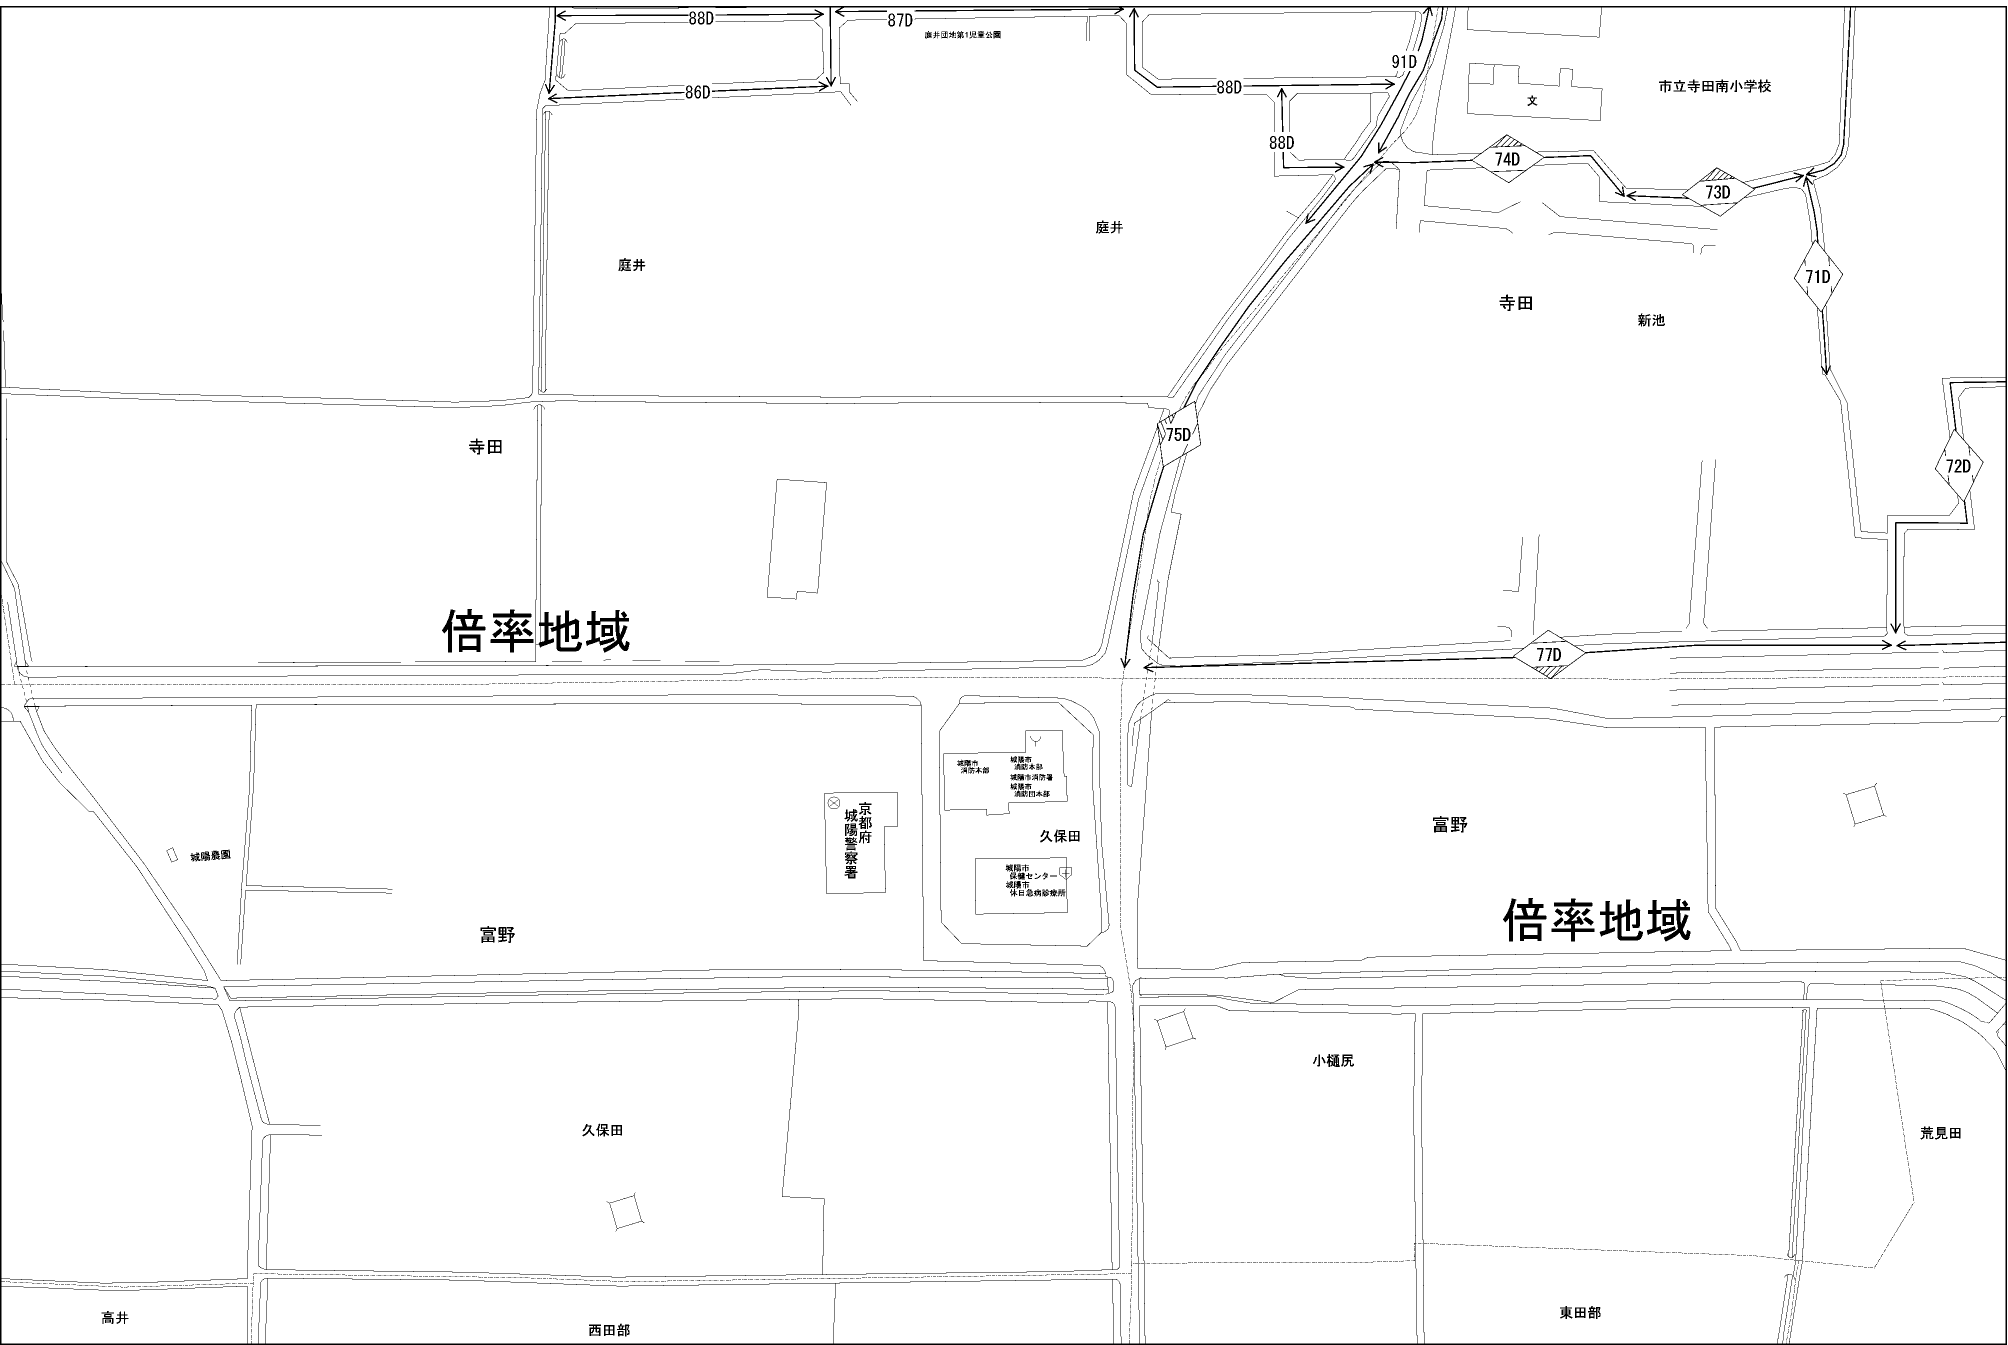 88D
87D
庭井団地第1児童公園
91D
市立寺田南小学校
86D
88D
文
88D
74D
73D
庭井
庭井
71D
寺田
新池
75D
寺田
72D
倍率地域
77D
城陽市
消防本部
城陽市
消防本部
城陽市消防署
城陽市
消防団本部
京都府
城陽警察署
久保田
富野
城陽農園
城陽市
保健センター
城陽市
休日急病診療所
倍率地域
富野
小樋尻
久保田
荒見田
高井
西田部
東田部